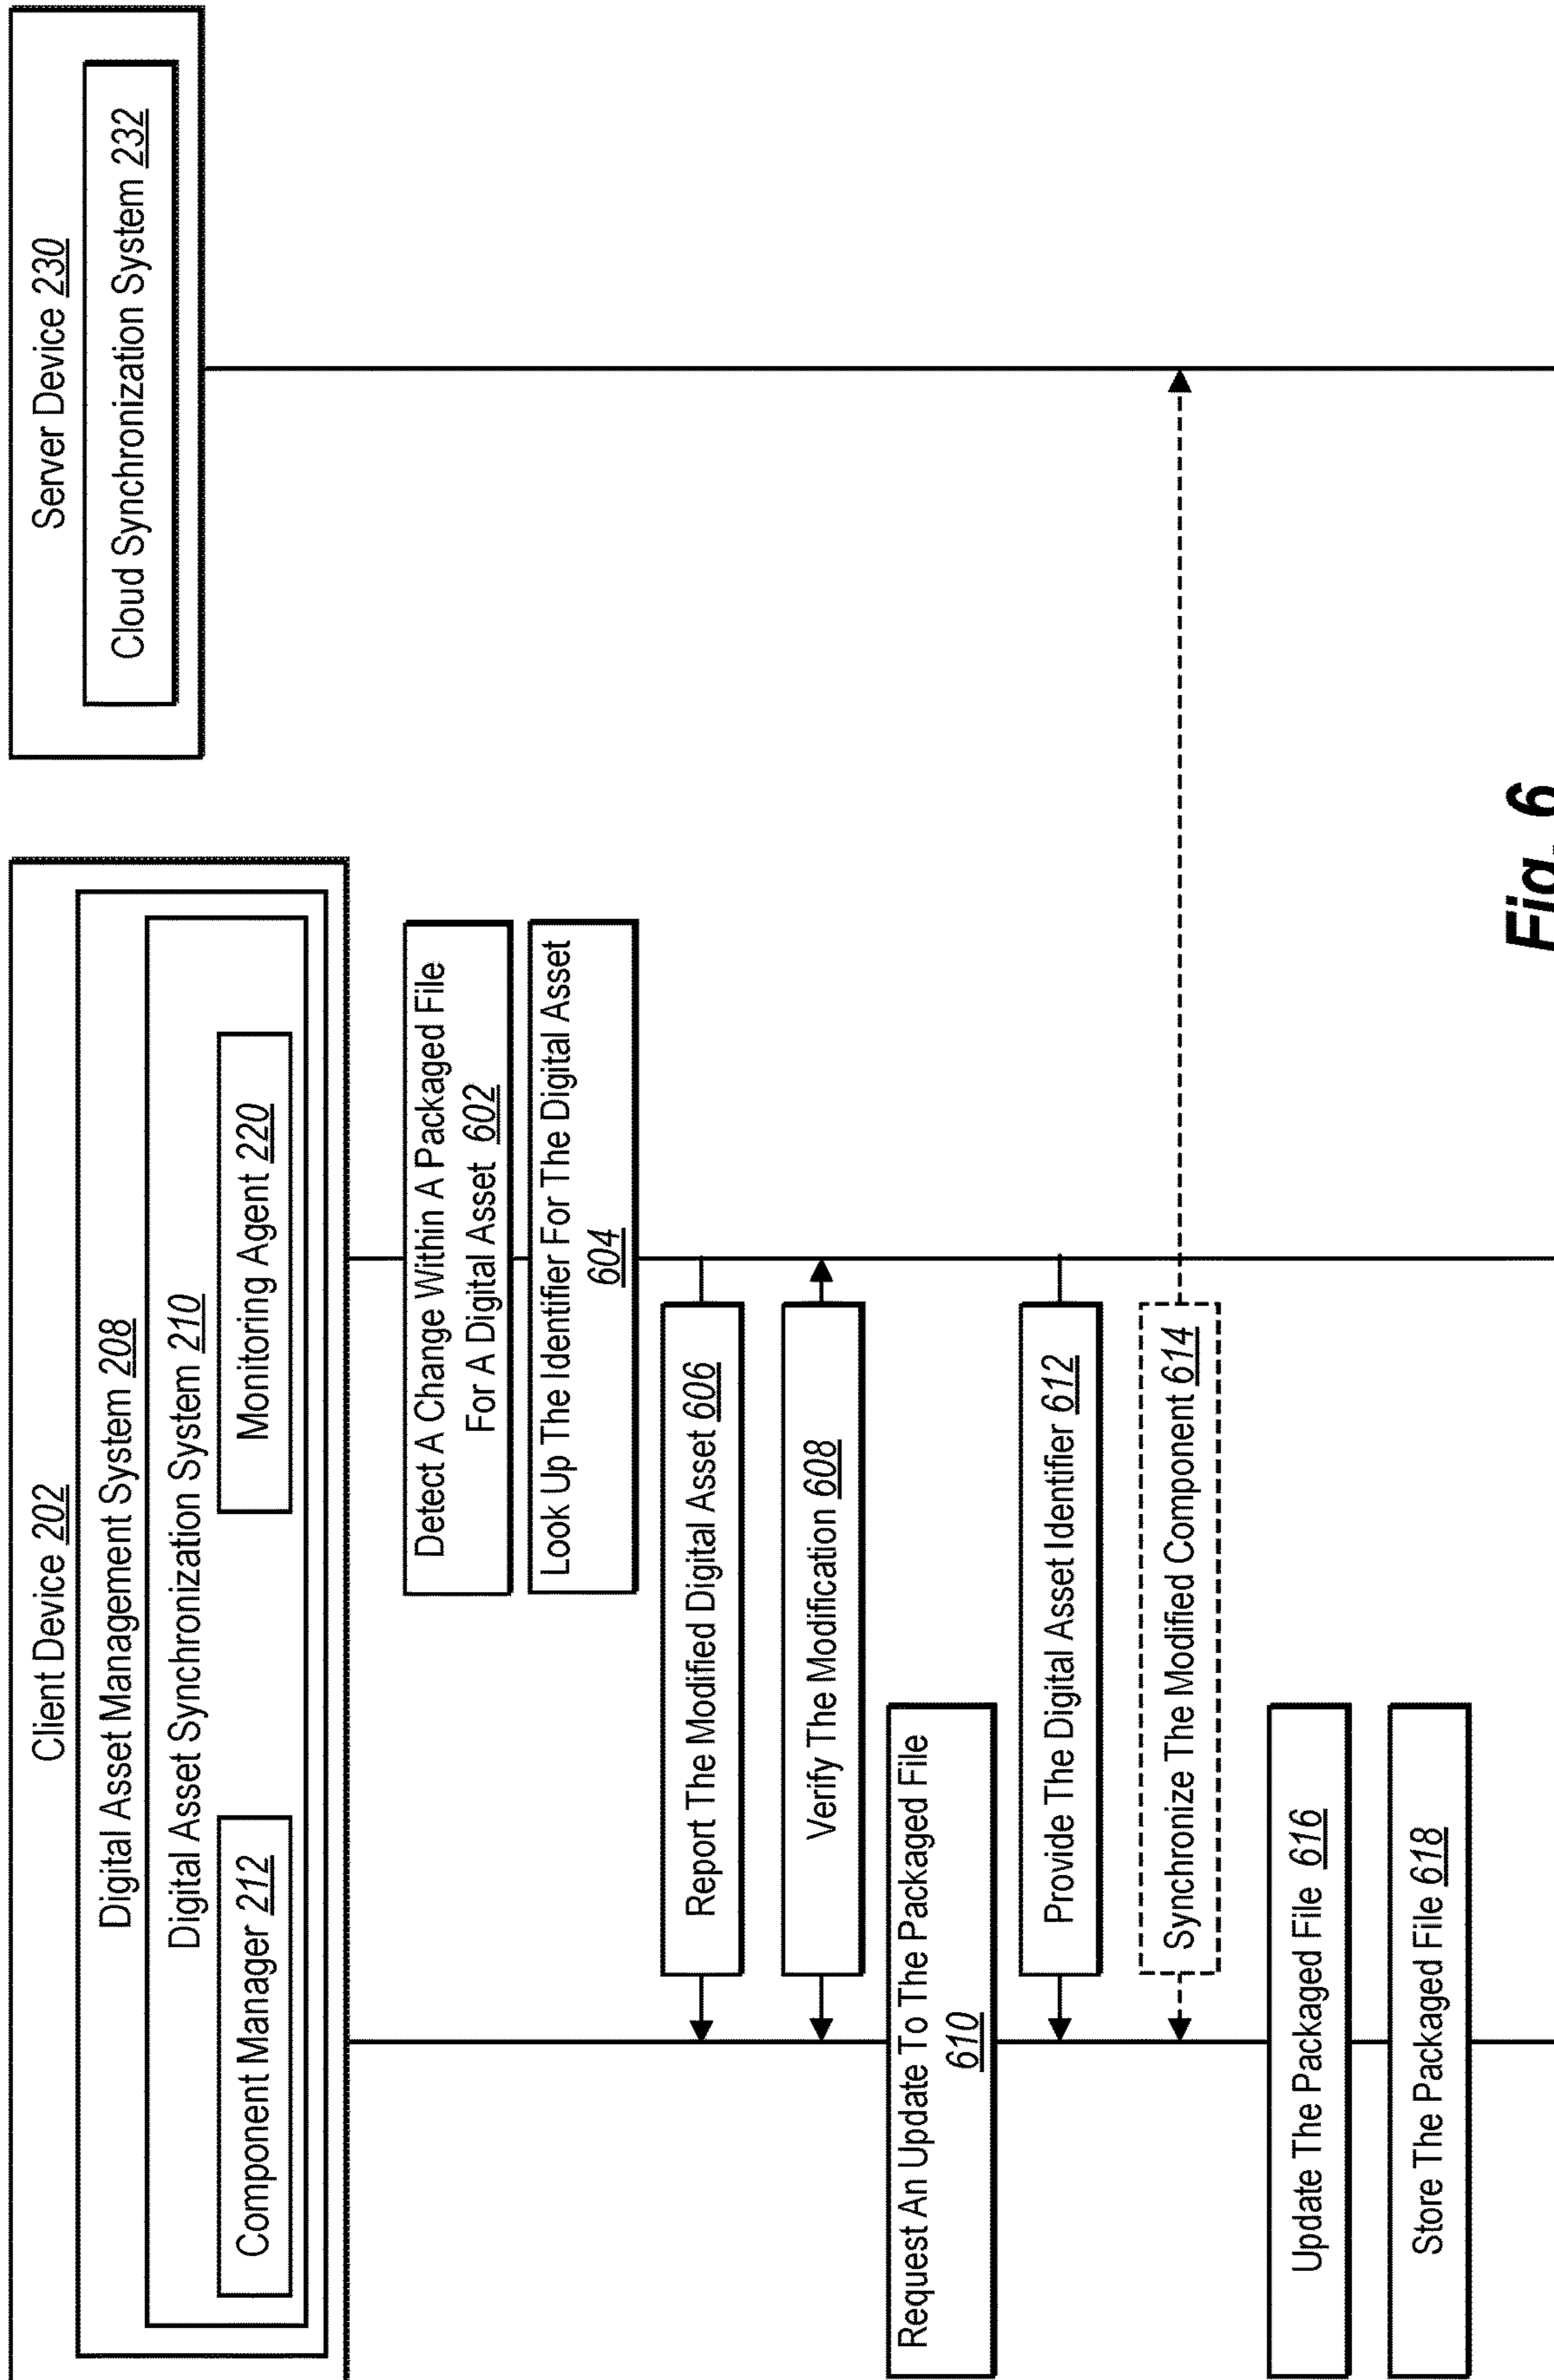 Client Device 202
Digital Asset Management System 208
Digital Asset Synchronization System 210
Component Manager 212
Monitoring Agent 220
Server Device 230
Cloud Synchronization System 232
Detect A Change Within A Packaged File
For A Digital Asset 602
Look Up The Identifier For The Digital Asset
604
Report The Modified Digital Asset 606
Verify The Modification 608
Request An Update To The Packaged File
610
Provide The Digital Asset Identifier 612
Synchronize The Modified Component 614
Update The Packaged File 616
Store The Packaged File 618
Fig. 6